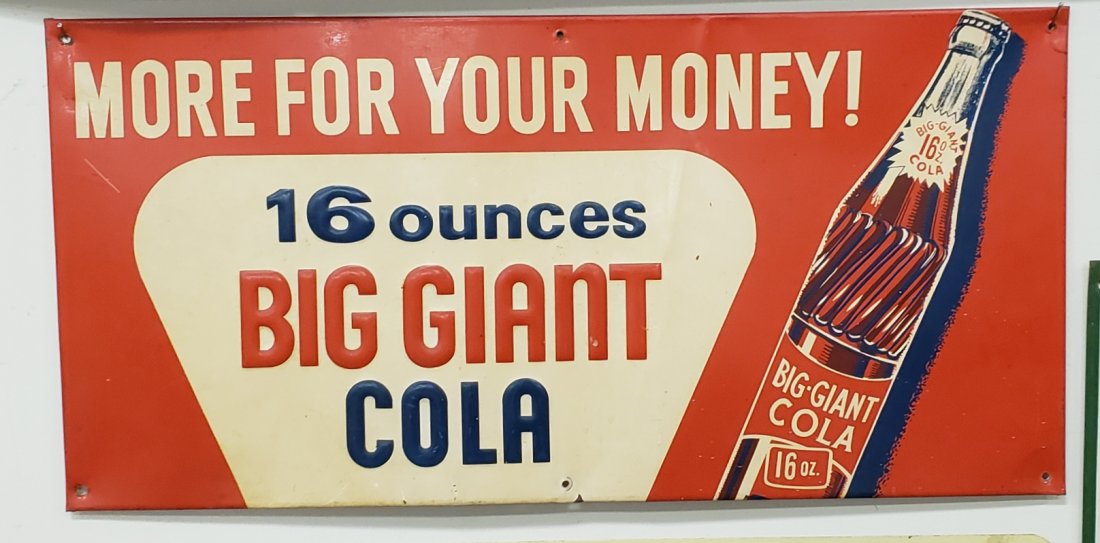 MORE FOR YOUR MONEY!
16 ounces
BIG GIANT
COLA
BIG-GIANT
16 OZ.
COLA
BIG-GIANT
COLA
16 OZ.